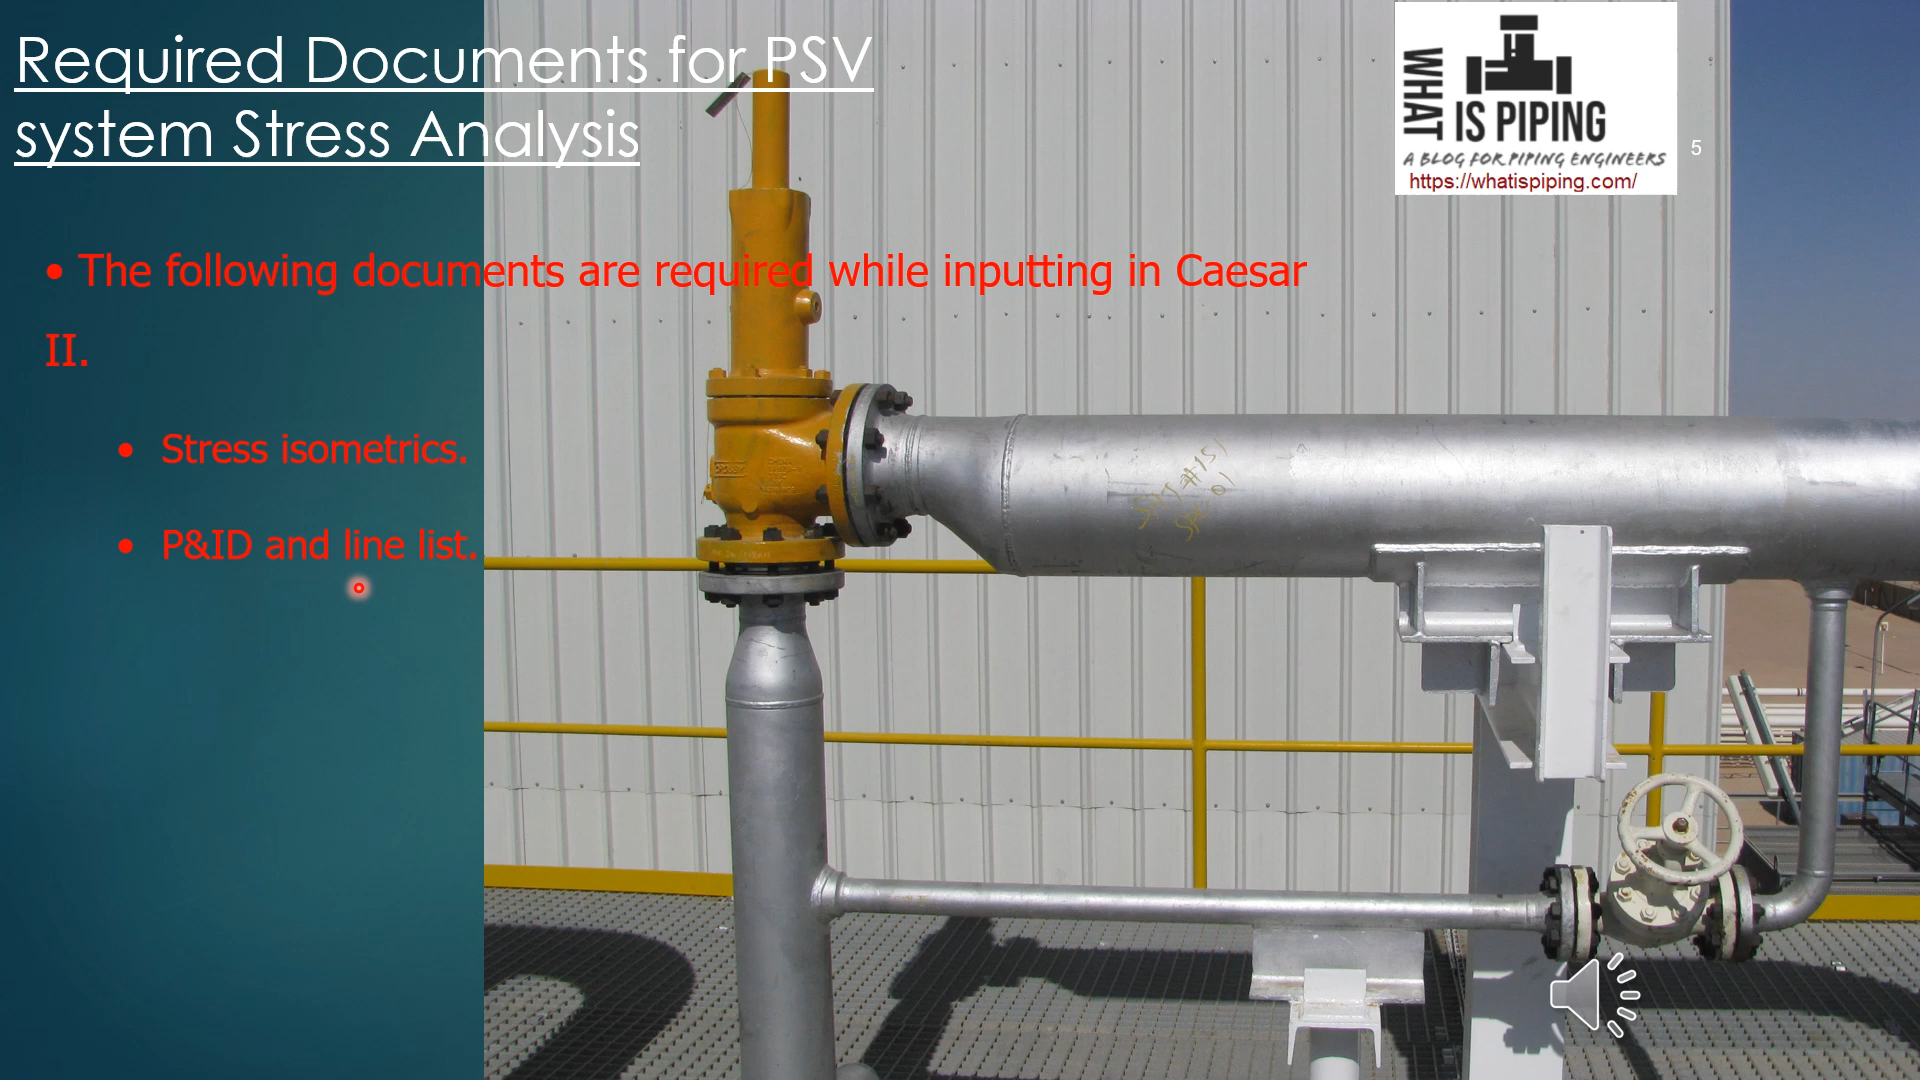 Required Documents for PSV
system Stress Analysis
WHAT
IS PIPING
A BLOG FOR PIPING ENGINEERS
https://whatispiping.com/
5
• The following documents are required while inputting in Caesar
II.
• Stress isometrics.
• P&ID and line list.